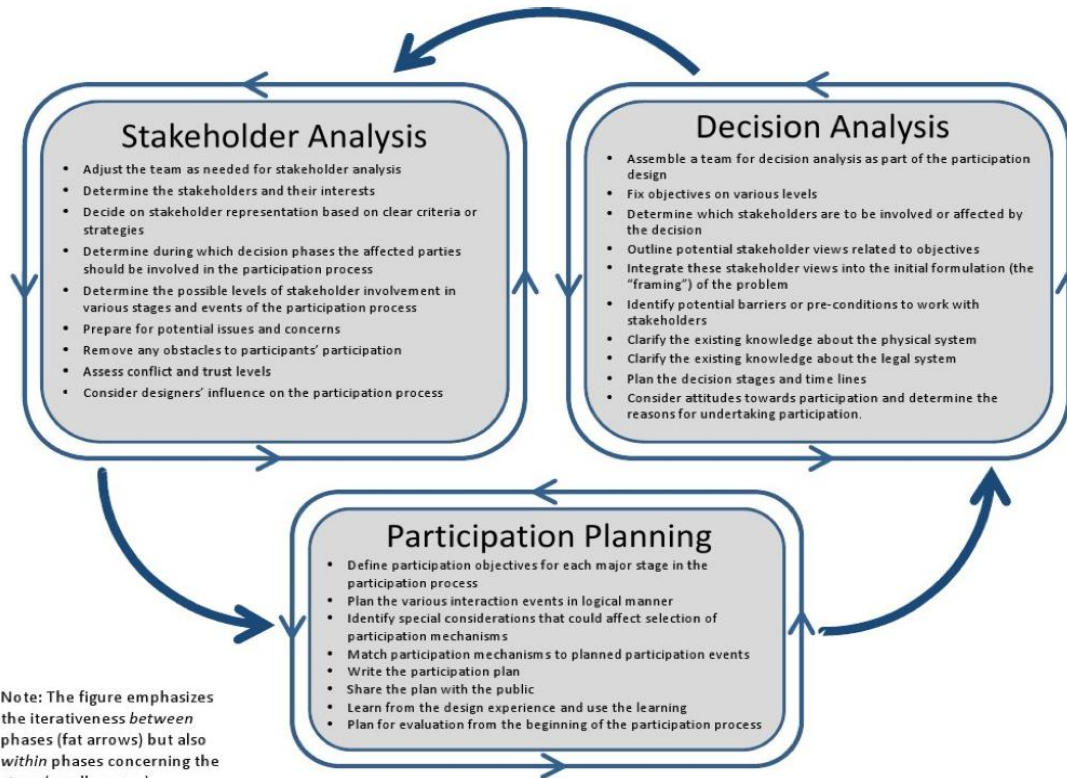 Stakeholder Analysis
• Adjust the team as needed for stakeholder analysis
• Determine the stakeholders and their interests
• Decide on stakeholder representation based on clear criteria or
strategies
• Determine during which decision phases the affected parties
should be involved in the participation process
• Determine the possible levels of stakeholder involvement in
various stages and events of the participation process
• Prepare for potential issues and concerns
• Remove any obstacles to participants' participation
• Assess conflict and trust levels
• Consider designers' influence on the participation process
Decision Analysis
• Assemble a team for decision analysis as part of the participation
design
• Fix objectives on various levels
• Determine which stakeholders are to be involved or affected by
the decision
• Outline potential stakeholder views related to objectives
• Integrate these stakeholder views into the initial formulation (the
"framing") of the problem
• Identify potential barriers or pre-conditions to work with
stakeholders
• Clarify the existing knowledge about the physical system
• Clarify the existing knowledge about the legal system
• Plan the decision stages and time lines
• Consider attitudes towards participation and determine the
reasons for undertaking participation.
Participation Planning
• Define participation objectives for each major stage in the
participation process
• Plan the various interaction events in logical manner
• Identify special considerations that could affect selection of
participation mechanisms
• Match participation mechanisms to planned participation events
• Write the participation plan
• Share the plan with the public
• Learn from the design experience and use the learning
• Plan for evaluation from the beginning of the participation process
Note: The figure emphasizes
the iterativeness between
phases (fat arrows) but also
within phases concerning the